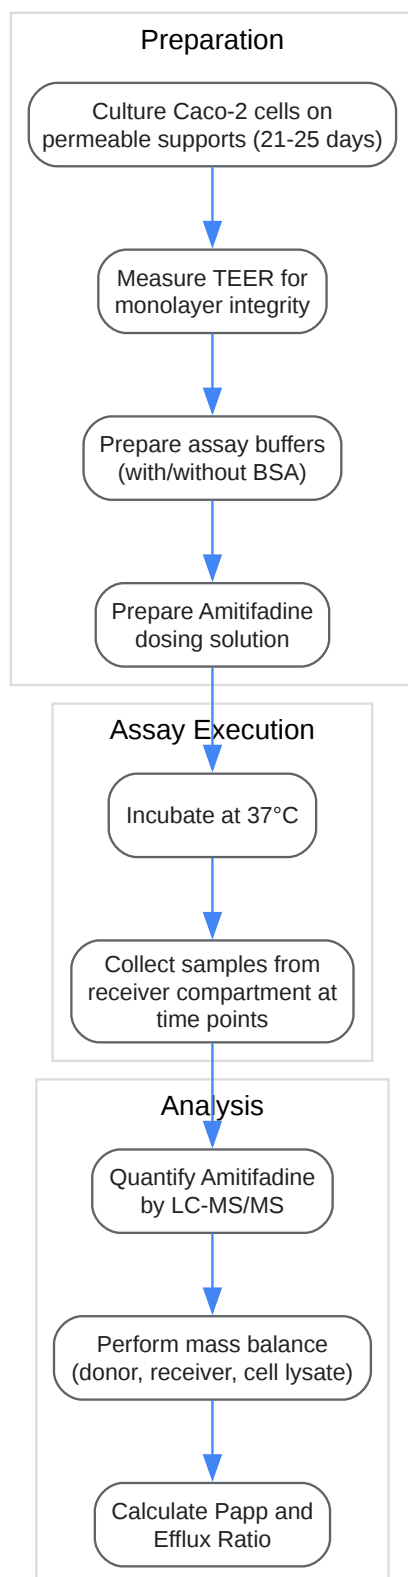 Preparation
Culture Caco-2 cells on
permeable supports (21-25 days)
Measure TEER for
monolayer integrity
Prepare assay buffers
(with/without BSA)
Prepare Amitifadine
dosing solution
Assay Execution
Incubate at 37°C
Collect samples from
receiver compartment at
time points
Analysis
Quantify Amitifadine
by LC-MS/MS
Perform mass balance
(donor, receiver, cell lysate)
Calculate Papp and
Efflux Ratio